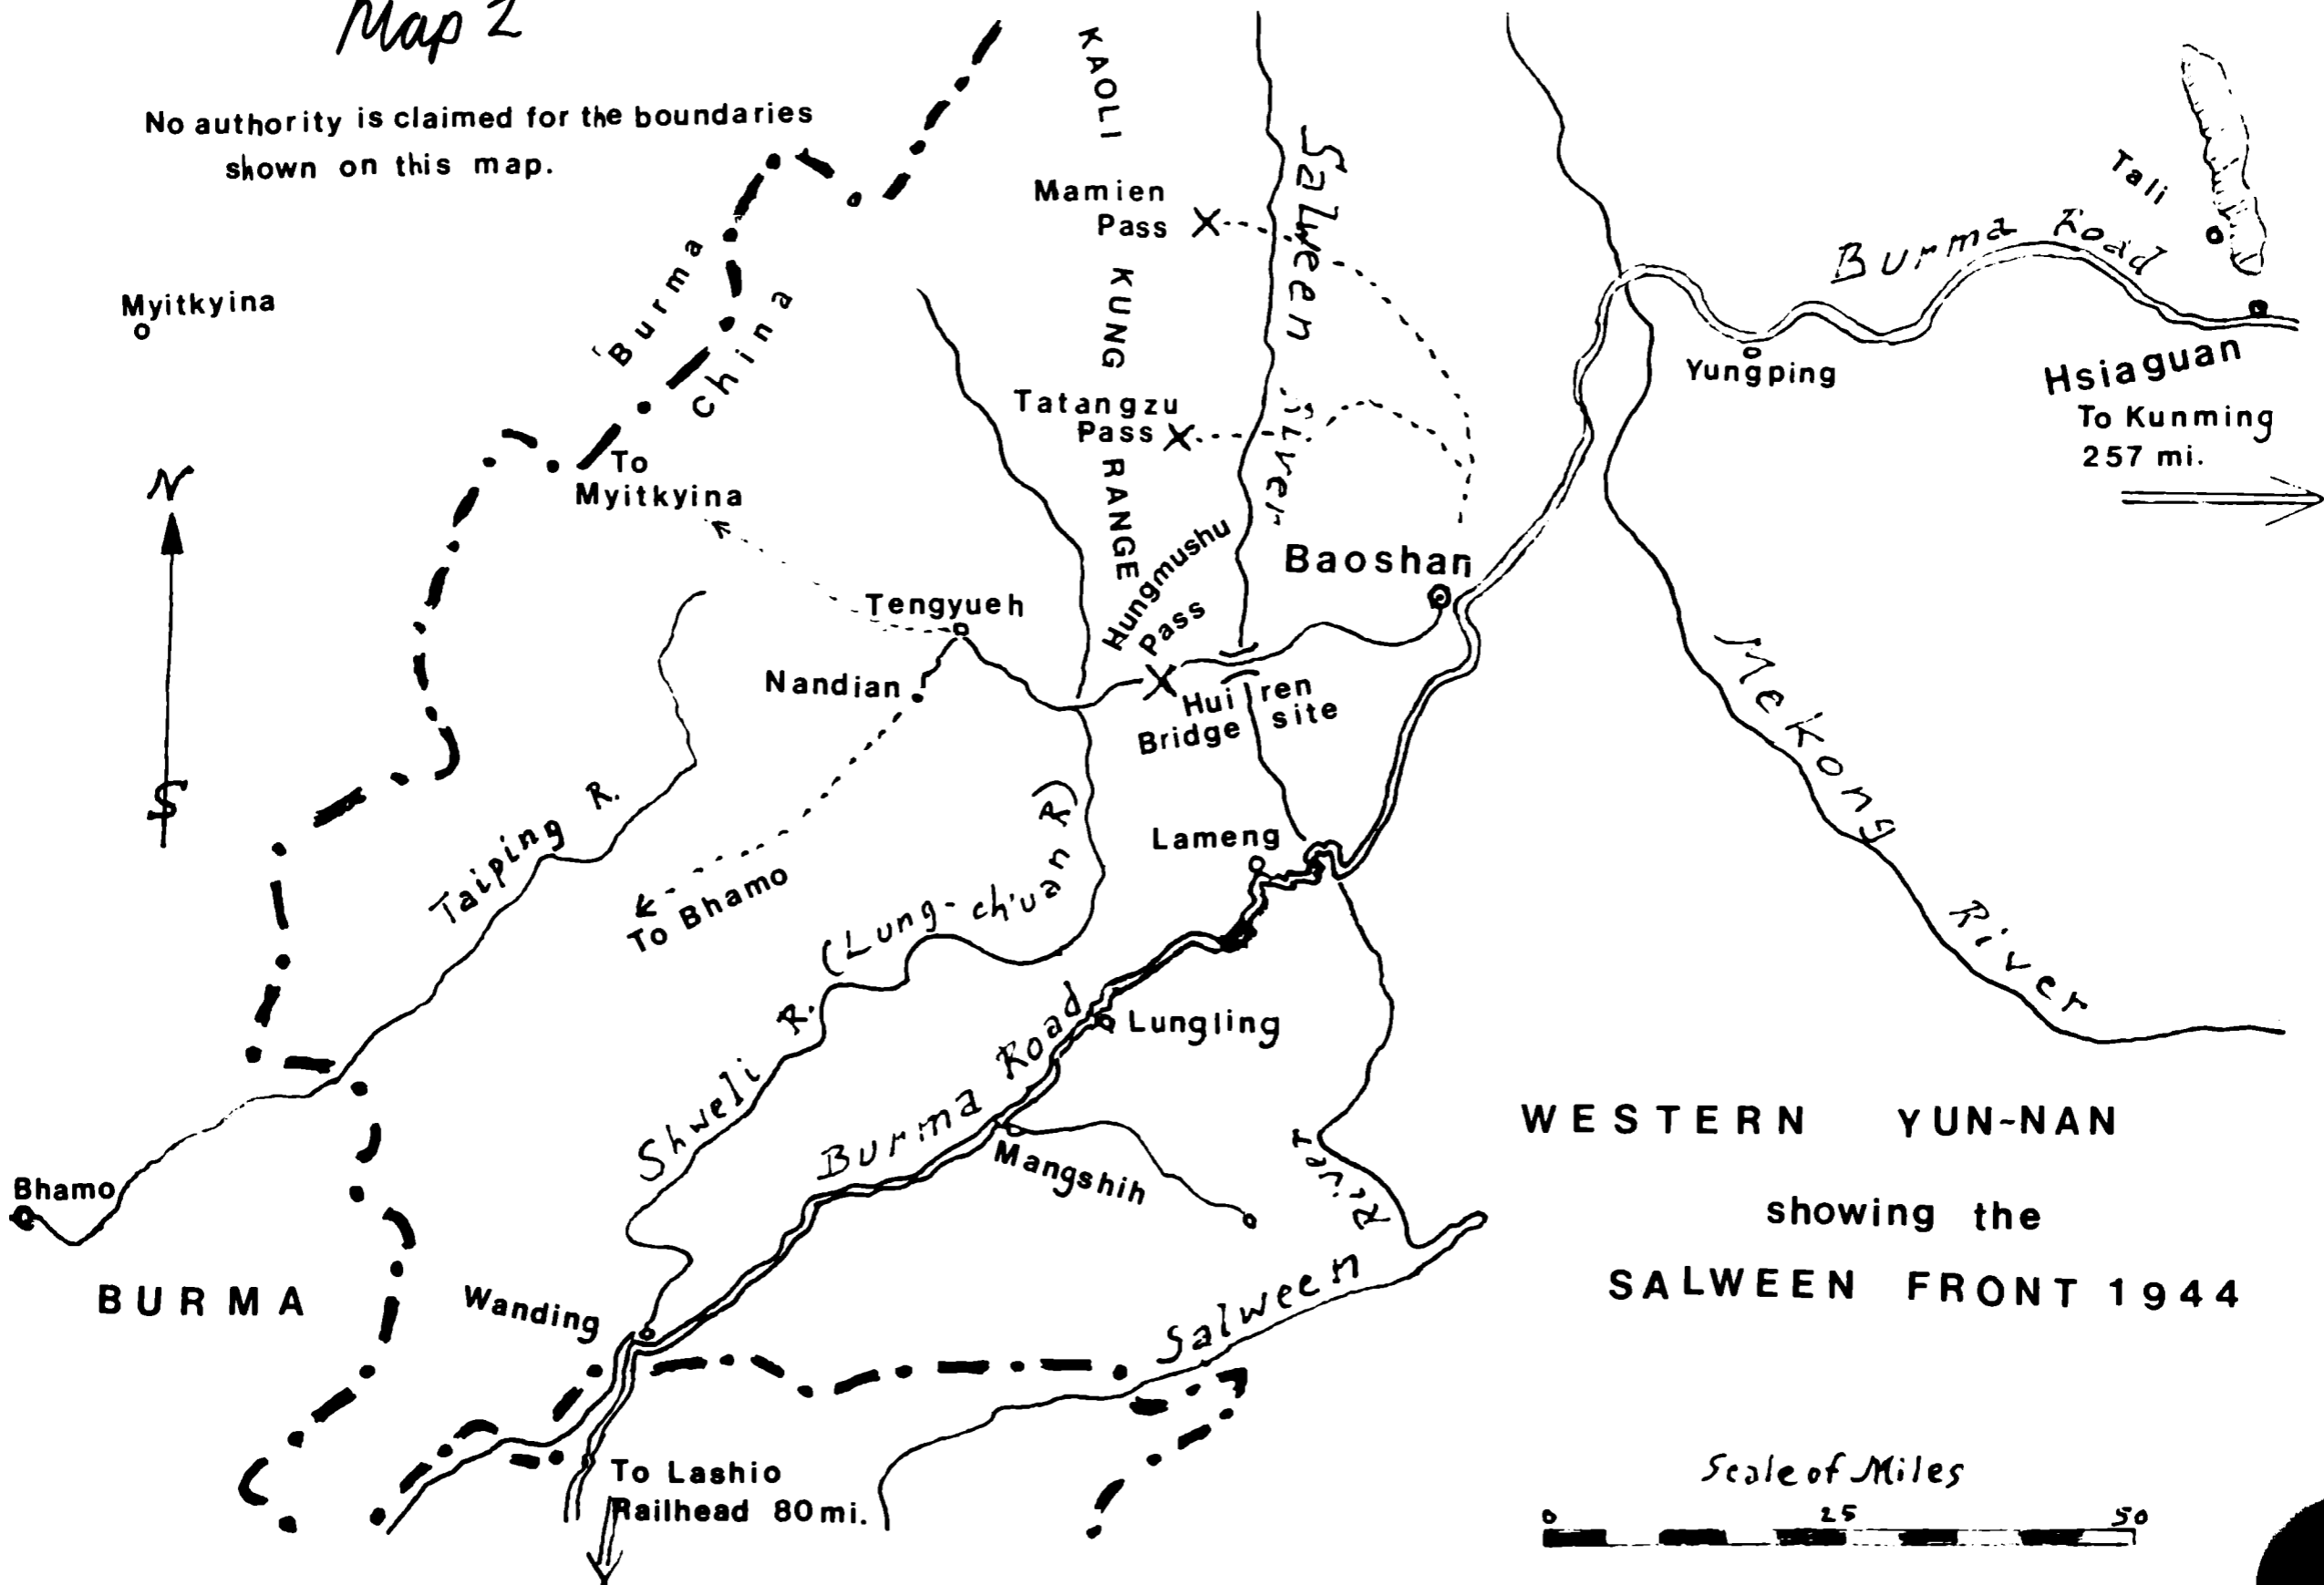 Map 2
No authority is claimed for the boundaries
shown on this map.
KAOLI KUNG RANGE
Salween River
Mamien
Pass
Tali
Burma Road
Myitkyina
Burma
China
Yungping
Hsiaguan
To Kunming
257 mi.
Tatangzu
Pass
To
Myitkyina
N
S
Hungmushu
Pass
Baoshan
Tengyueh
Nandian
Hui ren
Bridge site
Mekong River
Taiping R.
Lameng
To Bhamo
Shweli R. (Lung-ch'uan R)
Lungling
Burma Road
Mangshih
WESTERN YUN-NAN
showing the
SALWEEN FRONT 1944
Bhamo
BURMA
Wanding
Salween River
To Lashio
Railhead 80 mi.
Scale of Miles
0 25 50